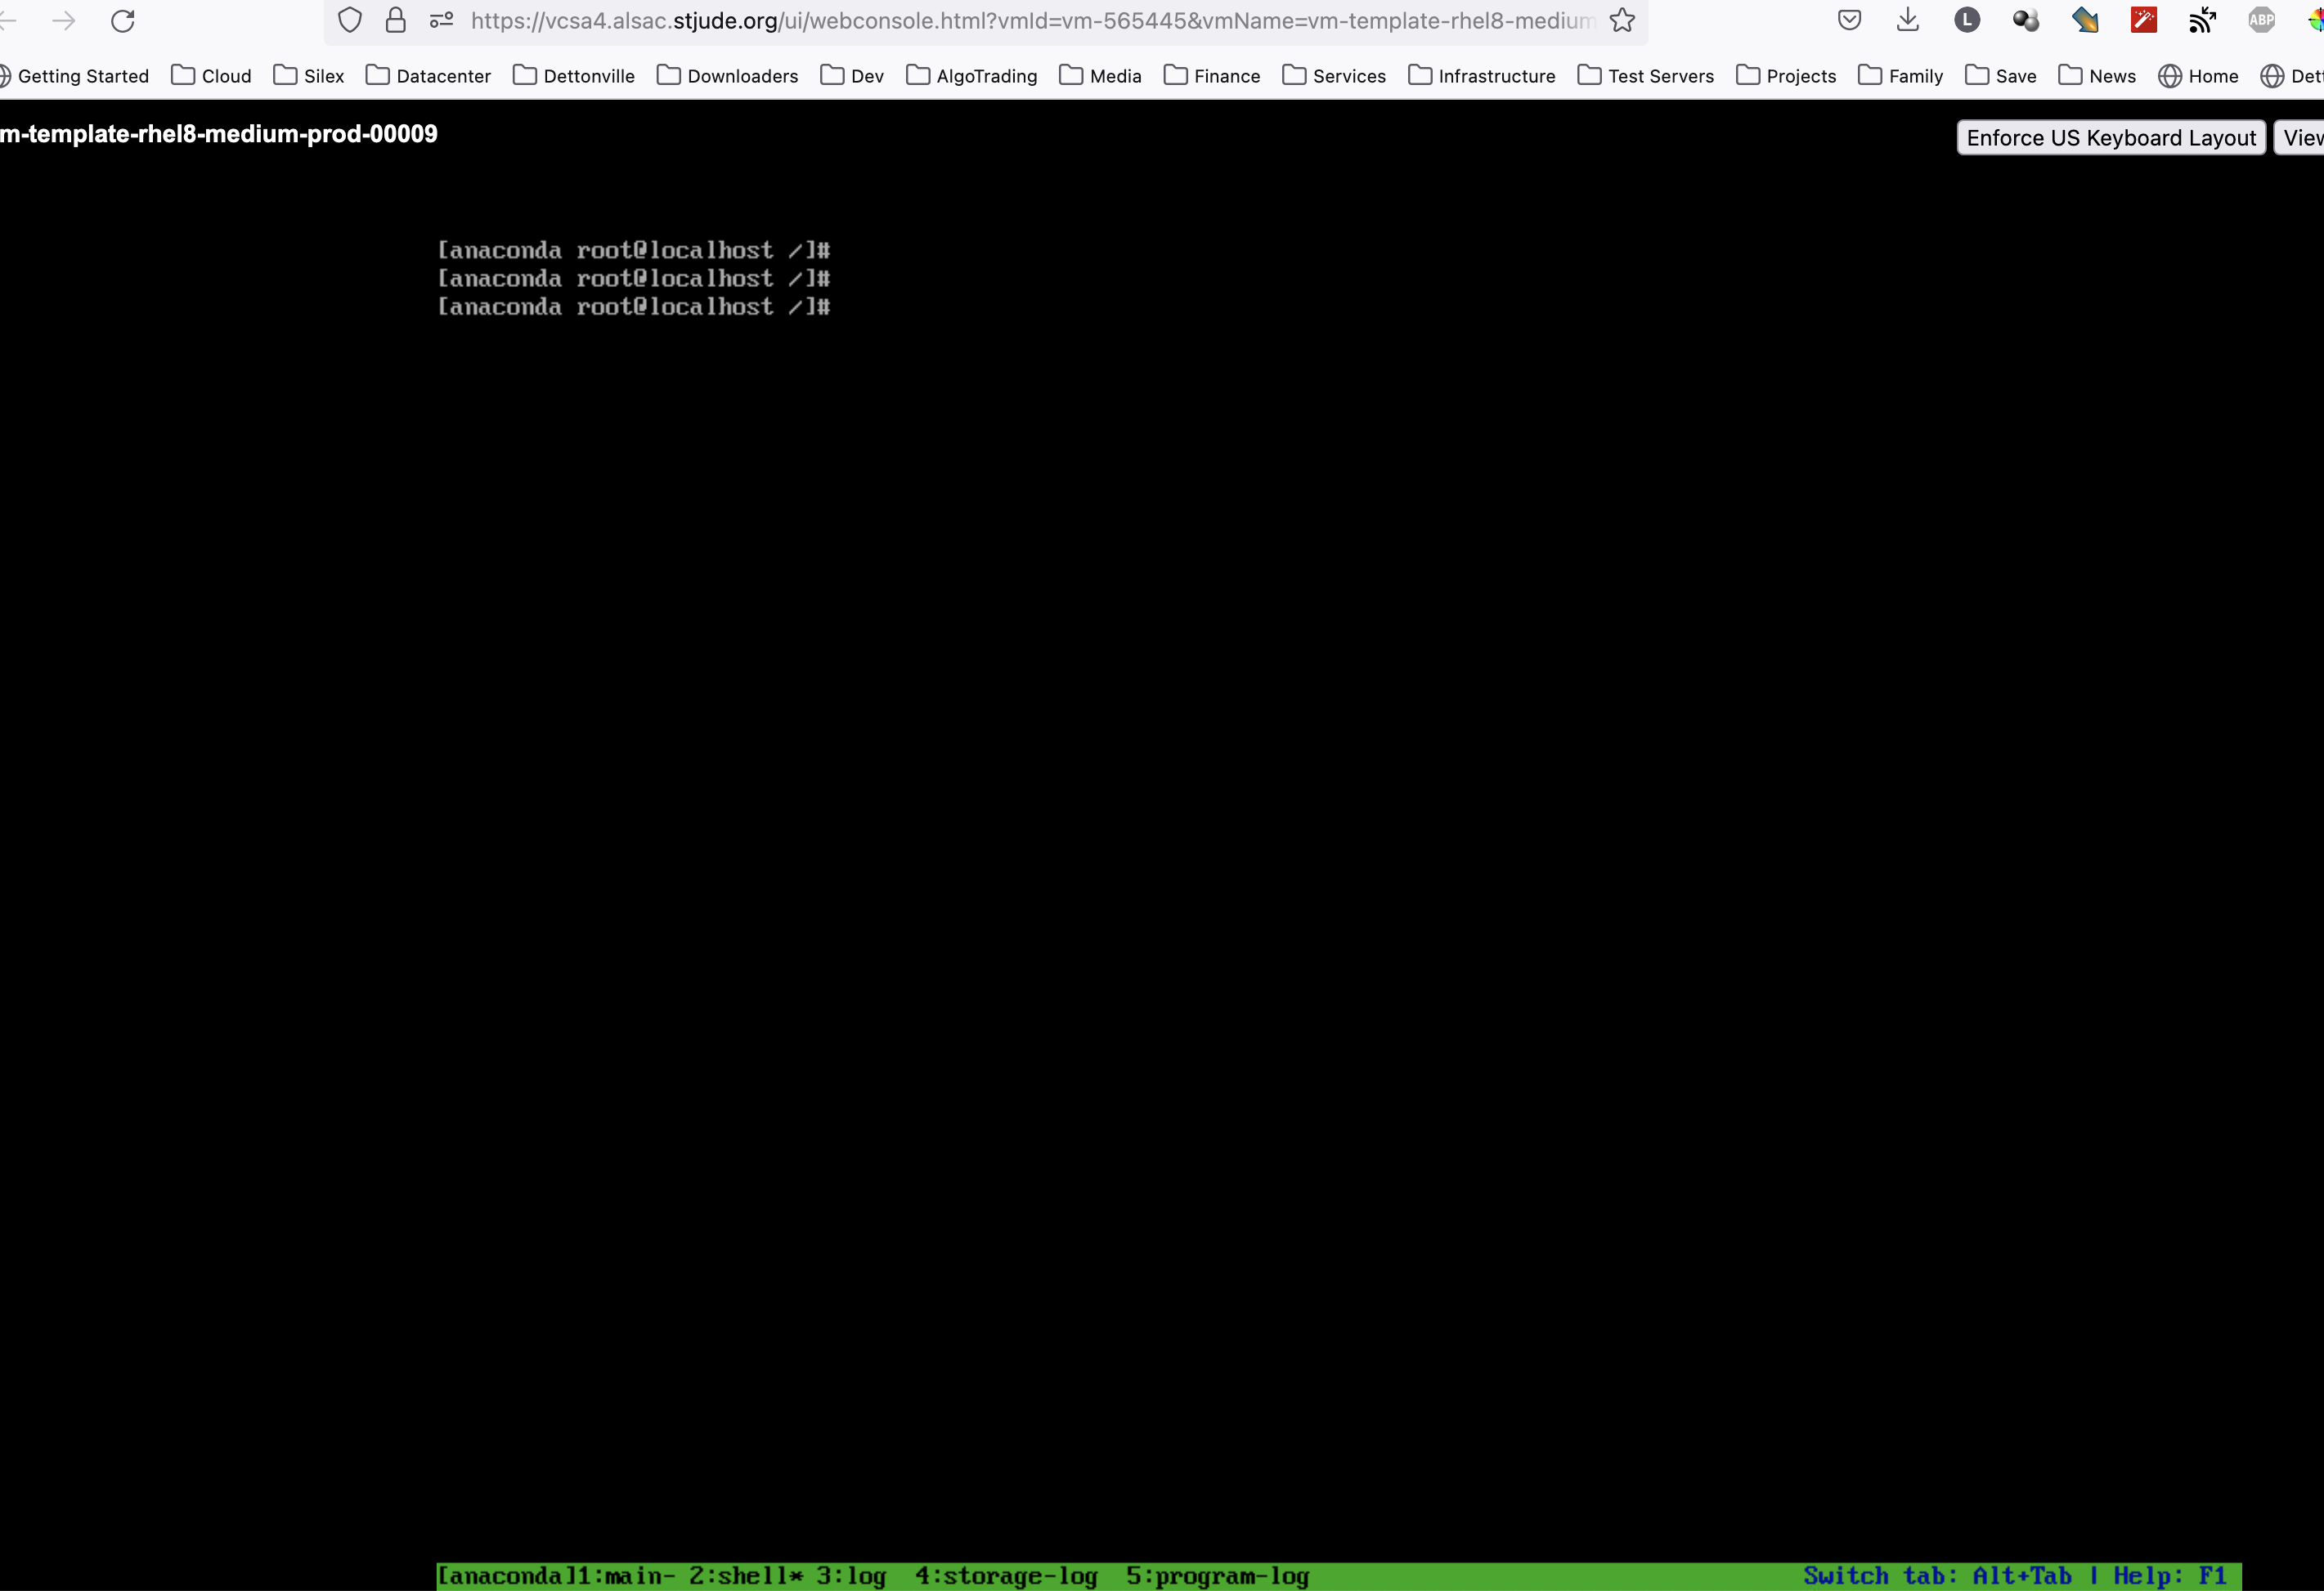 https://vcsa4.alsac.stjude.org/ui/webconsole.html?vmId=vm-565445&vmName=vm-template-rhel8-medium
L
ABP
Getting Started Cloud Silex Datacenter Dettonville Downloaders Dev AlgoTrading Media Finance Services Infrastructure Test Servers Projects Family Save News Home Dett
m-template-rhel8-medium-prod-00009
Enforce US Keyboard Layout View
[anaconda root@localhost /]#
[anaconda root@localhost /]#
[anaconda root@localhost /]#
[anaconda]1:main- 2:shell* 3:log 4:storage-log 5:program-log Switch tab: Alt+Tab | Help: F1